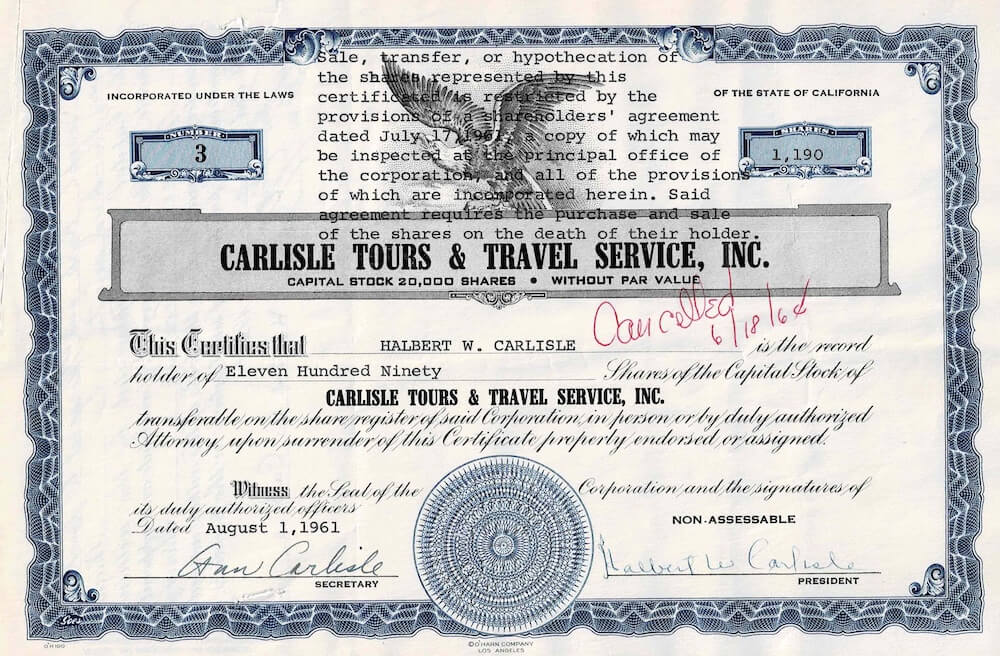 Sale, transfer, or hypothecation of
the shares represented by this
certificated is restricted by the
provisions of a shareholders' agreement
dated July 17, 1961, a copy of which may
be inspected at the principal office of
the corporation, and all of the provisions
of which are incorporated herein. Said
agreement requires the purchase and sale
of the shares on the death of their holder.
INCORPORATED UNDER THE LAWS
OF THE STATE OF CALIFORNIA
NUMBER
3
SHARES
1,190
CARLISLE TOURS & TRAVEL SERVICE, INC.
CAPITAL STOCK 20,000 SHARES • WITHOUT PAR VALUE
Cancelled
6/18/64
This Certifies that HALBERT W. CARLISLE is the record
holder of Eleven Hundred Ninety Shares of the Capital Stock of
CARLISLE TOURS & TRAVEL SERVICE, INC.
transferable on the share register of said Corporation, in person or by duly authorized
Attorney, upon surrender of this Certificate properly endorsed or assigned.
Witness the Seal of the Corporation and the signatures of
its duly authorized officers
Dated August 1, 1961
NON-ASSESSABLE
Ann Carlisle
SECRETARY
Halbert W Carlisle
PRESIDENT
© O'HARN COMPANY
LOS ANGELES